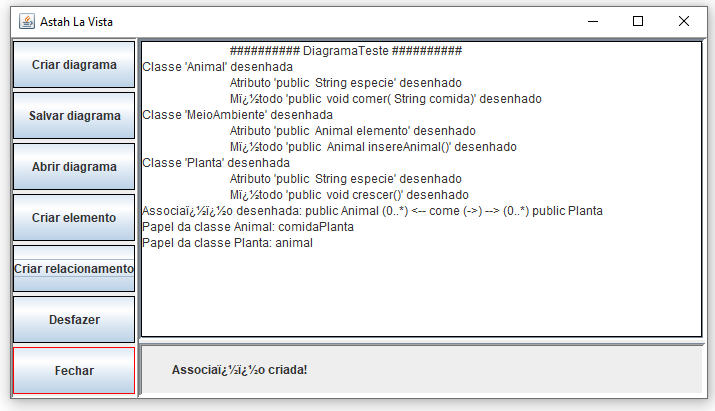 Astah La Vista
Criar diagrama
Salvar diagrama
Abrir diagrama
Criar elemento
Criar relacionamento
Desfazer
Fechar
########## DiagramaTeste ##########
Classe 'Animal' desenhada
Atributo 'public  String especie' desenhado
Mï¿½todo 'public  void comer( String comida)' desenhado
Classe 'MeioAmbiente' desenhada
Atributo 'public  Animal elemento' desenhado
Mï¿½todo 'public  Animal insereAnimal()' desenhado
Classe 'Planta' desenhada
Atributo 'public  String especie' desenhado
Mï¿½todo 'public  void crescer()' desenhado
Associaï¿½ï¿½o desenhada: public Animal (0..*) <-- come (->) --> (0..*) public Planta
Papel da classe Animal: comidaPlanta
Papel da classe Planta: animal
Associaï¿½ï¿½o criada!